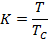 K = T / T_C